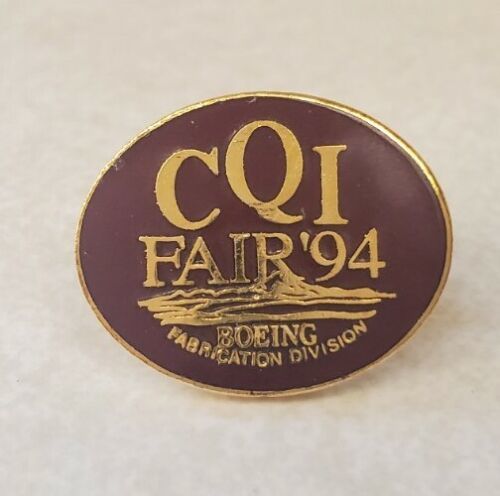 CQI
FAIR '94
BOEING
FABRICATION DIVISION